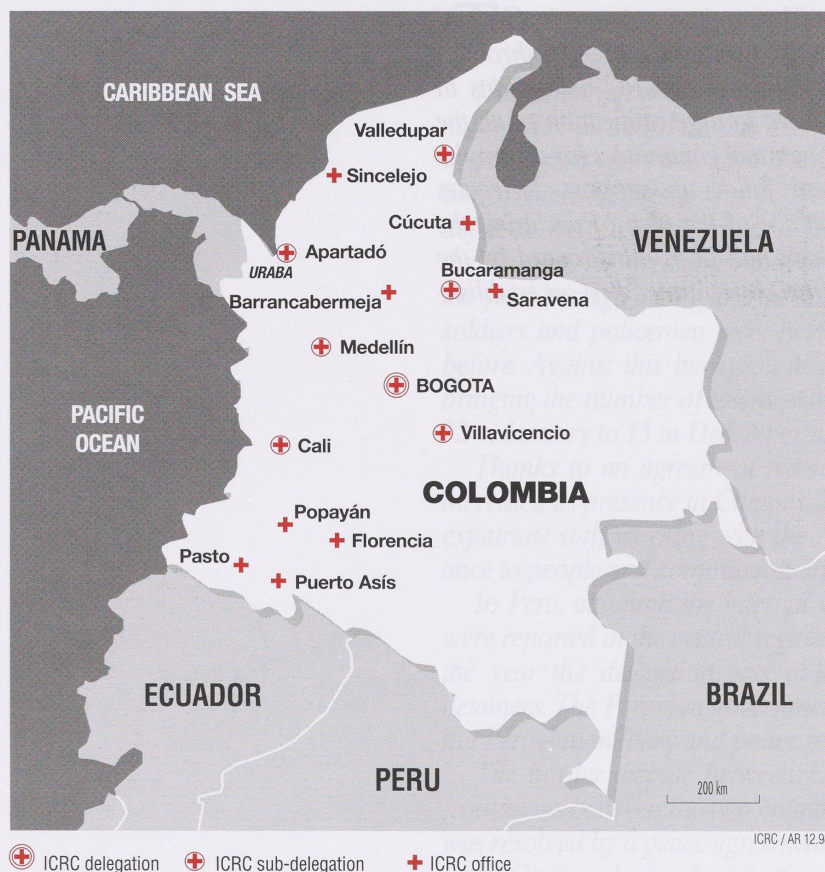 CARIBBEAN SEA
Valledupar
Sincelejo
Cúcuta
PANAMA
VENEZUELA
Apartadó
URABA
Bucaramanga
Barrancabermeja
Saravena
Medellín
BOGOTA
PACIFIC
OCEAN
Cali
Villavicencio
COLOMBIA
Popayán
Florencia
Pasto
Puerto Asís
ECUADOR
BRAZIL
PERU
200 km
ICRC / AR 12.9
ICRC delegation
ICRC sub-delegation
ICRC office